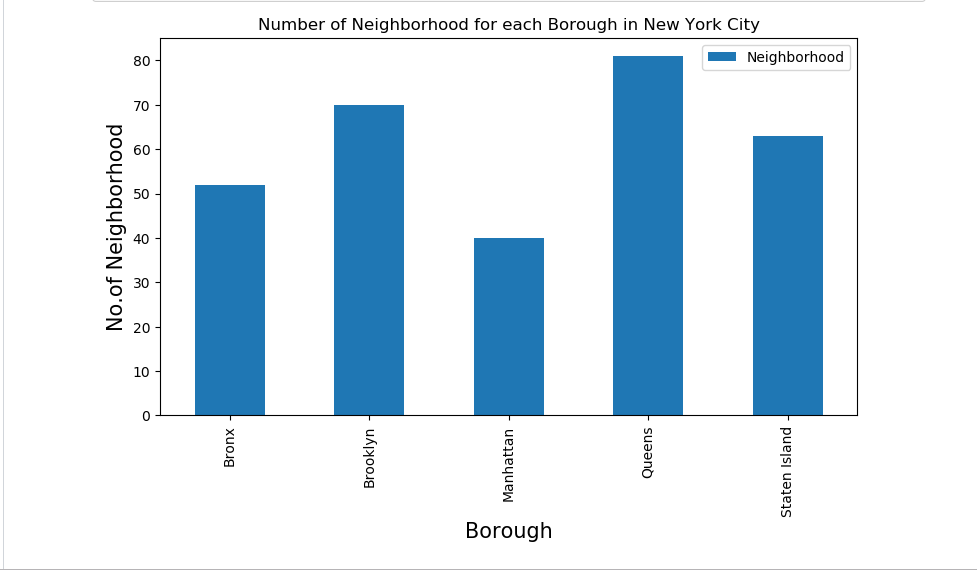 Number of Neighborhood for each Borough in New York City
Neighborhood
80
70
60
50
40
30
20
10
0
No.of Neighborhood
Bronx
Brooklyn
Manhattan
Queens
Staten Island
Borough